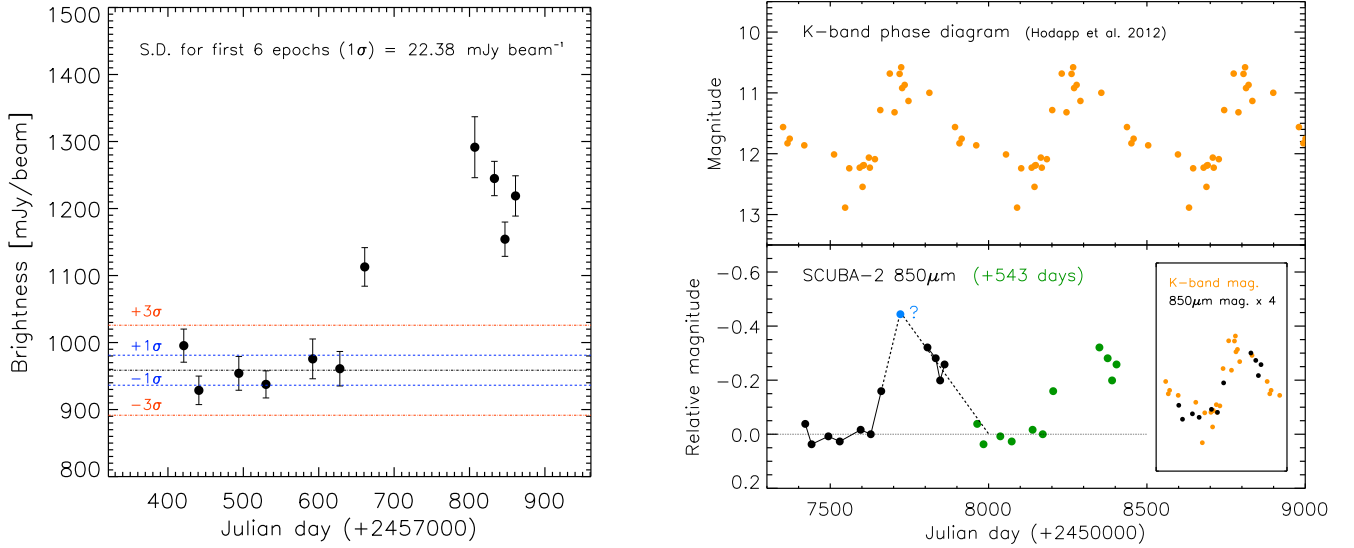 S.D. for first 6 epochs (1σ) = 22.38 mJy beam⁻¹
1500
1400
1300
1200
1100
1000
900
800
+3σ
+1σ
−1σ
−3σ
Brightness [mJy/beam]
400 500 600 700 800 900
Julian day (+2457000)
K-band phase diagram (Hodapp et al. 2012)
10
11
12
13
Magnitude
SCUBA-2 850μm (+543 days)
?
−0.6
−0.4
−0.2
0.0
0.2
Relative magnitude
K-band mag.
850μm mag. x 4
7500 8000 8500 9000
Julian day (+2450000)